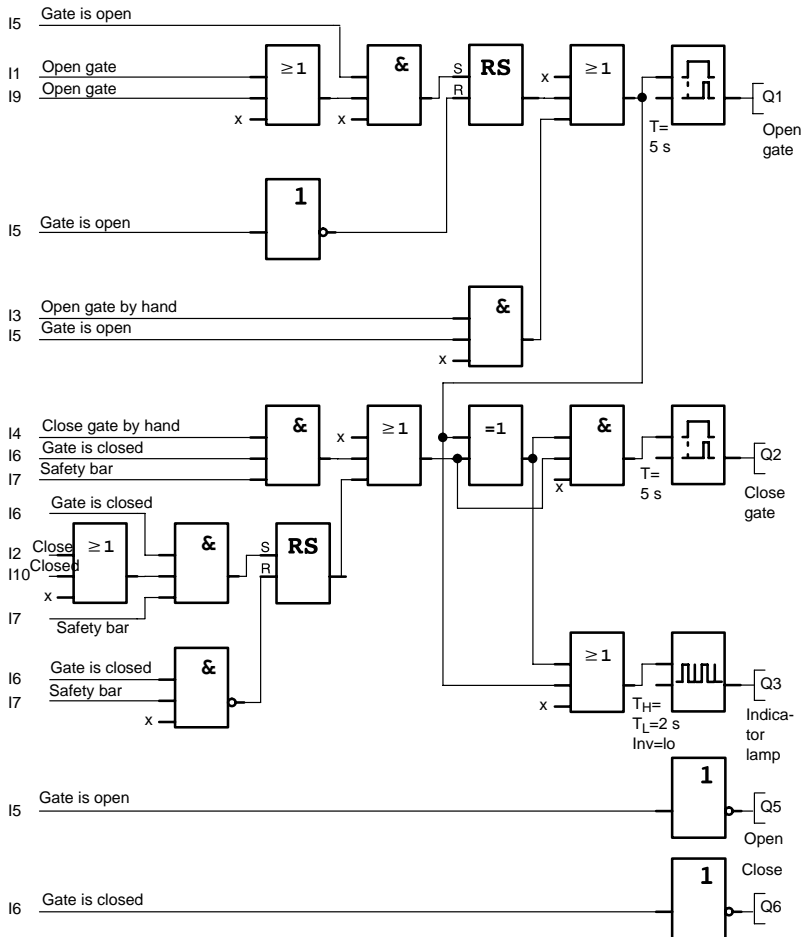 I5 Gate is open
I1 Open gate
I9 Open gate
x
≥1
x
&
S
R
RS
x
≥1
T=
5 s
Q1
Open
gate
1
I5 Gate is open
I3 Open gate by hand
I5 Gate is open
x
&
I4 Close gate by hand
I6 Gate is closed
I7 Safety bar
&
x
≥1
=1
&
x
T=
5 s
Q2
Close
gate
I6 Gate is closed
I2 Close
I10 Closed
x
≥1
&
S
R
RS
I7 Safety bar
I6 Gate is closed
I7 Safety bar
x
&
≥1
x
TH=
TL=2 s
Inv=lo
Q3
Indica-
tor
lamp
I5 Gate is open
1
Q5
Open
Close
I6 Gate is closed
1
Q6